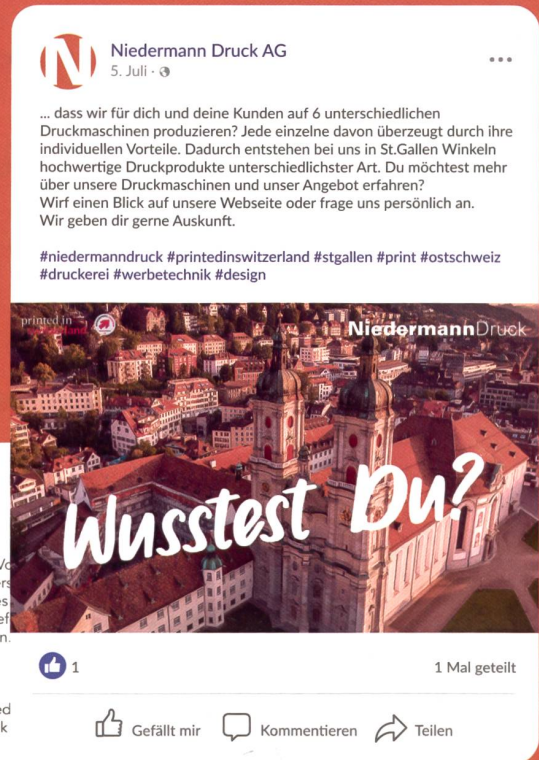 N
Niedermann Druck AG
5. Juli ·
... dass wir für dich und deine Kunden auf 6 unterschiedlichen
Druckmaschinen produzieren? Jede einzelne davon überzeugt durch ihre
individuellen Vorteile. Dadurch entstehen bei uns in St.Gallen Winkeln
hochwertige Druckprodukte unterschiedlichster Art. Du möchtest mehr
über unsere Druckmaschinen und unser Angebot erfahren?
Wirf einen Blick auf unsere Webseite oder frage uns persönlich an.
Wir geben dir gerne Auskunft.
#niedermanndruck #printedinswitzerland #stgallen #print #ostschweiz
#druckerei #werbetechnik #design
printed in
NiedermannDruck
Wusstest Du?
1
1 Mal geteilt
Gefällt mir Kommentieren Teilen